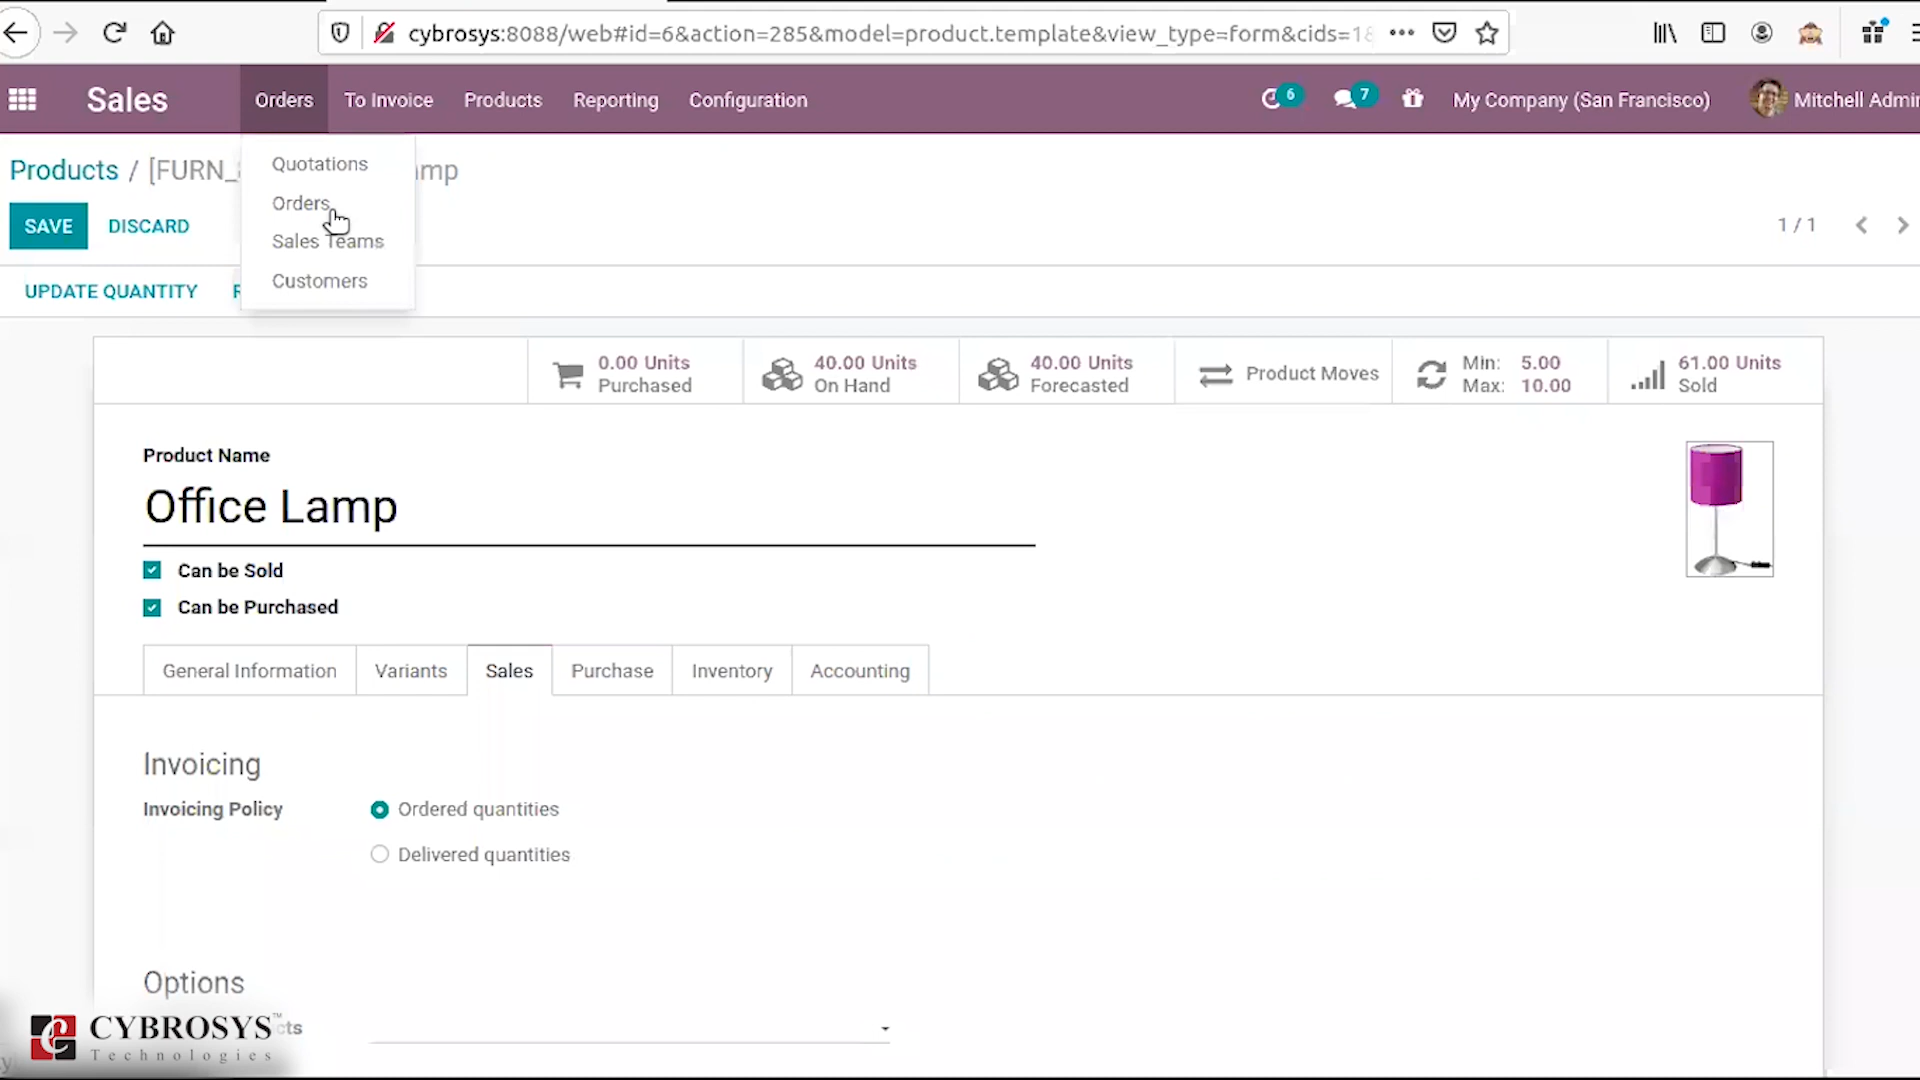 cybrosys:8088/web#id=6&action=285&model=product.template&view_type=form&cids=1
Sales Orders To Invoice Products Reporting Configuration 6 7 My Company (San Francisco) Mitchell Admin
Quotations
Products / [FURN_ mp
Orders
SAVE DISCARD 1 / 1
Sales Teams
Customers
UPDATE QUANTITY
0.00 Units
Purchased
40.00 Units
On Hand
40.00 Units
Forecasted
Product Moves
Min: 5.00
Max: 10.00
61.00 Units
Sold
Product Name
Office Lamp
Can be Sold
Can be Purchased
General Information Variants Sales Purchase Inventory Accounting
Invoicing
Invoicing Policy Ordered quantities
Delivered quantities
Options
CYBROSYS™ cts
Technologies